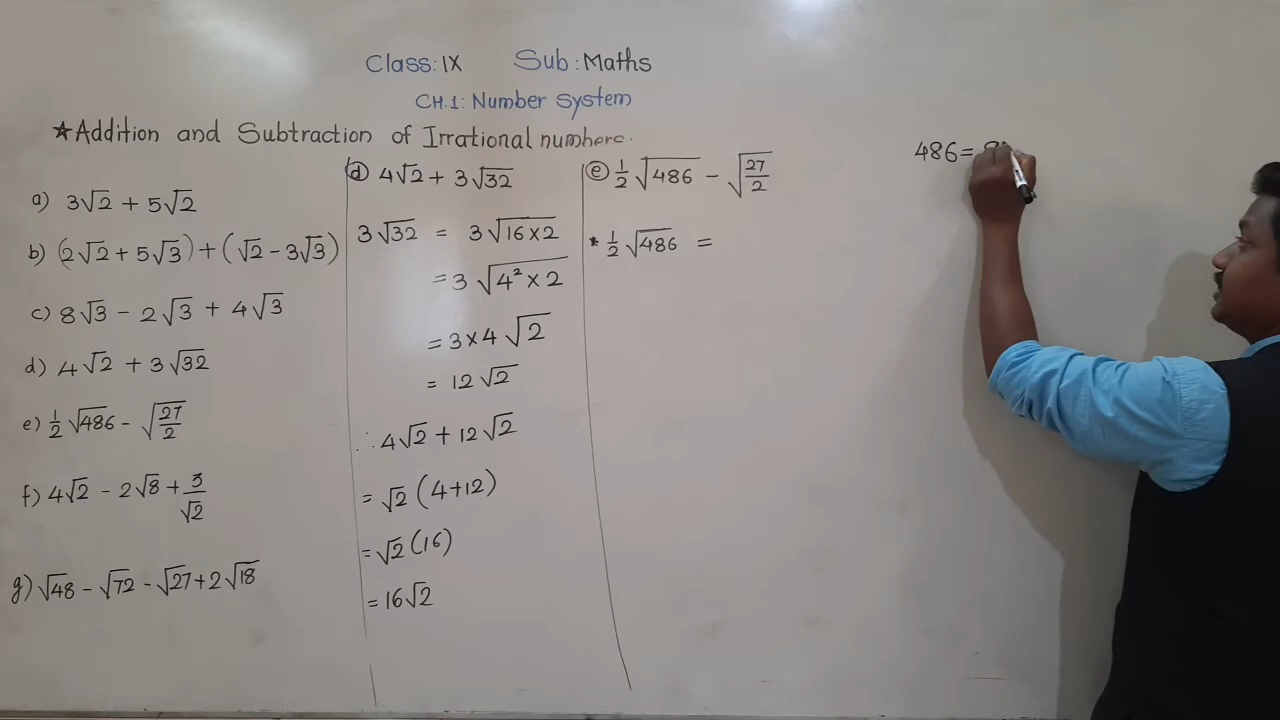 Class: IX Sub: Maths
CH.1: Number system
★Addition and Subtraction of Irrational numbers.
a) 3√2 + 5√2
b) (2√2 + 5√3) + (√2 - 3√3)
c) 8√3 - 2√3 + 4√3
d) 4√2 + 3√32
e) 1/2 √486 - √(27/2)
f) 4√2 - 2√8 + 3/√2
g) √48 - √72 - √27 + 2√18
d) 4√2 + 3√32
3√32 = 3√(16×2)
= 3√(4²×2)
= 3×4√2
= 12√2
∴ 4√2 + 12√2
= √2 (4+12)
= √2 (16)
= 16√2
e) 1/2 √486 - √(27/2)
* 1/2 √486 =
486 =